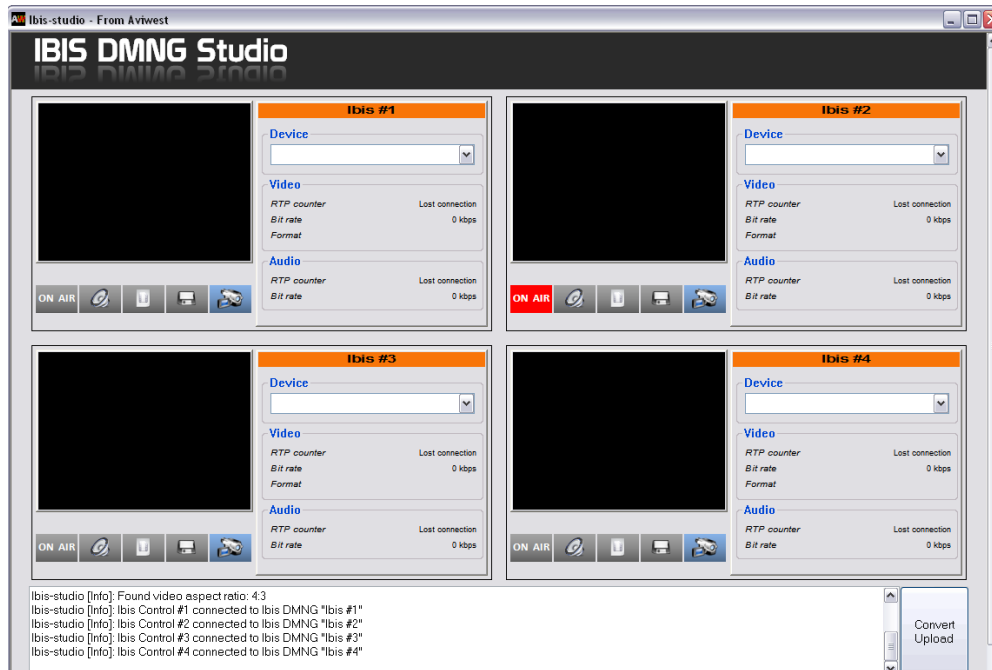 AW Ibis-studio - From Aviwest
IBIS DMNG Studio
Ibis #1
Device
Video
RTP counter Lost connection
Bit rate 0 kbps
Format
Audio
RTP counter Lost connection
Bit rate 0 kbps
ON AIR
Ibis #2
Device
Video
RTP counter Lost connection
Bit rate 0 kbps
Format
Audio
RTP counter Lost connection
Bit rate 0 kbps
ON AIR
Ibis #3
Device
Video
RTP counter Lost connection
Bit rate 0 kbps
Format
Audio
RTP counter Lost connection
Bit rate 0 kbps
ON AIR
Ibis #4
Device
Video
RTP counter Lost connection
Bit rate 0 kbps
Format
Audio
RTP counter Lost connection
Bit rate 0 kbps
ON AIR
Ibis-studio [Info]: Found video aspect ratio: 4:3
Ibis-studio [Info]: Ibis Control #1 connected to Ibis DMNG "Ibis #1"
Ibis-studio [Info]: Ibis Control #2 connected to Ibis DMNG "Ibis #2"
Ibis-studio [Info]: Ibis Control #3 connected to Ibis DMNG "Ibis #3"
Ibis-studio [Info]: Ibis Control #4 connected to Ibis DMNG "Ibis #4"
Convert
Upload